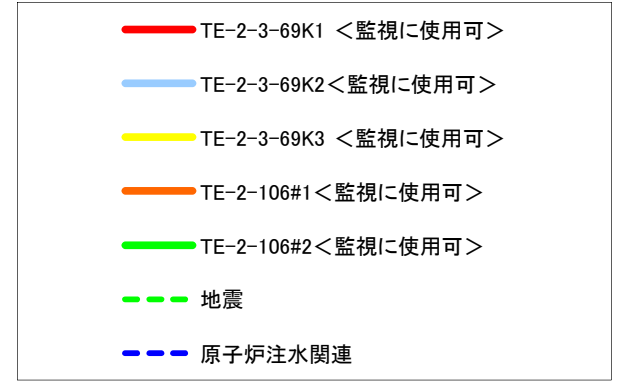 TE-2-3-69K1 ＜監視に使用可＞
TE-2-3-69K2＜監視に使用可＞
TE-2-3-69K3 ＜監視に使用可＞
TE-2-106#1＜監視に使用可＞
TE-2-106#2＜監視に使用可＞
地震
原子炉注水関連